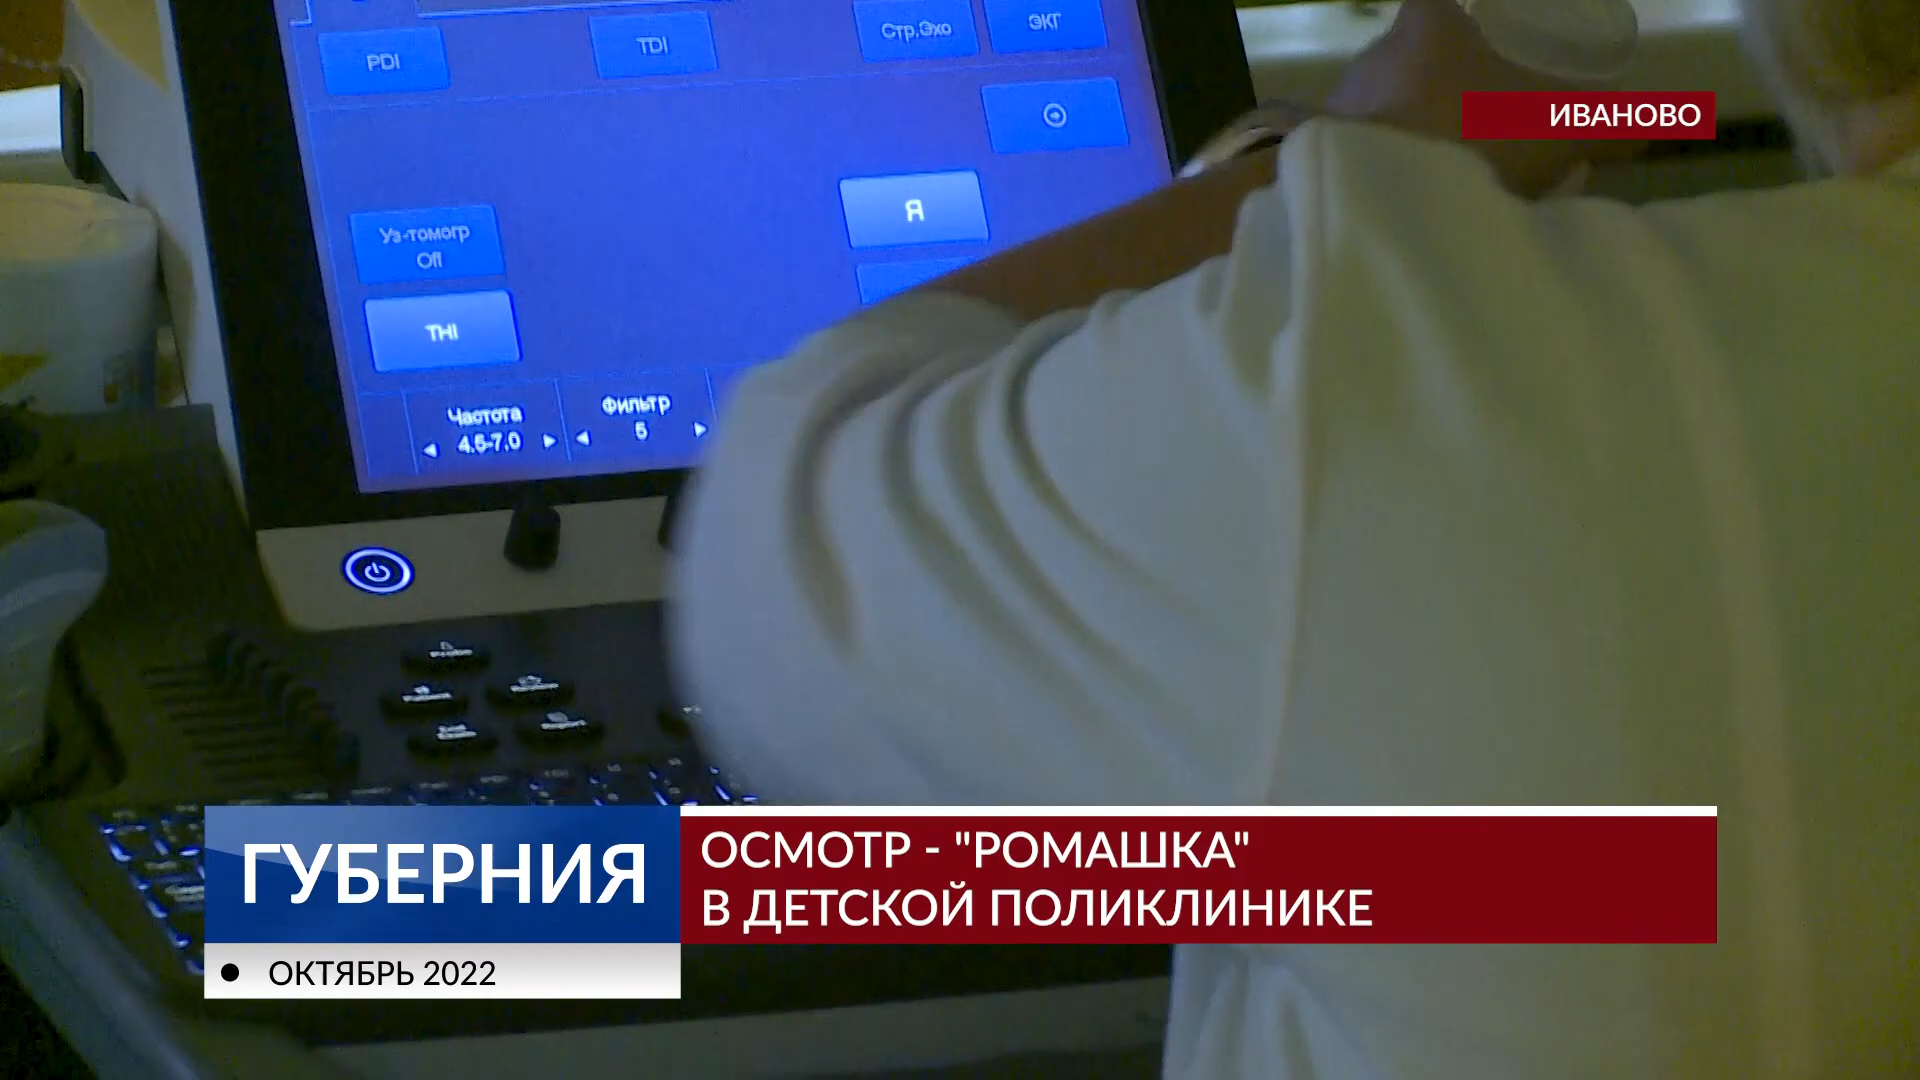 PDI
TDI
Стр.Эхо
ЭКГ
ИВАНОВО
Я
Уз-томогр
Off
THI
Частота
4.5-7.0
Фильтр
5
ГУБЕРНИЯ
ОСМОТР - "РОМАШКА"
В ДЕТСКОЙ ПОЛИКЛИНИКЕ
ОКТЯБРЬ 2022